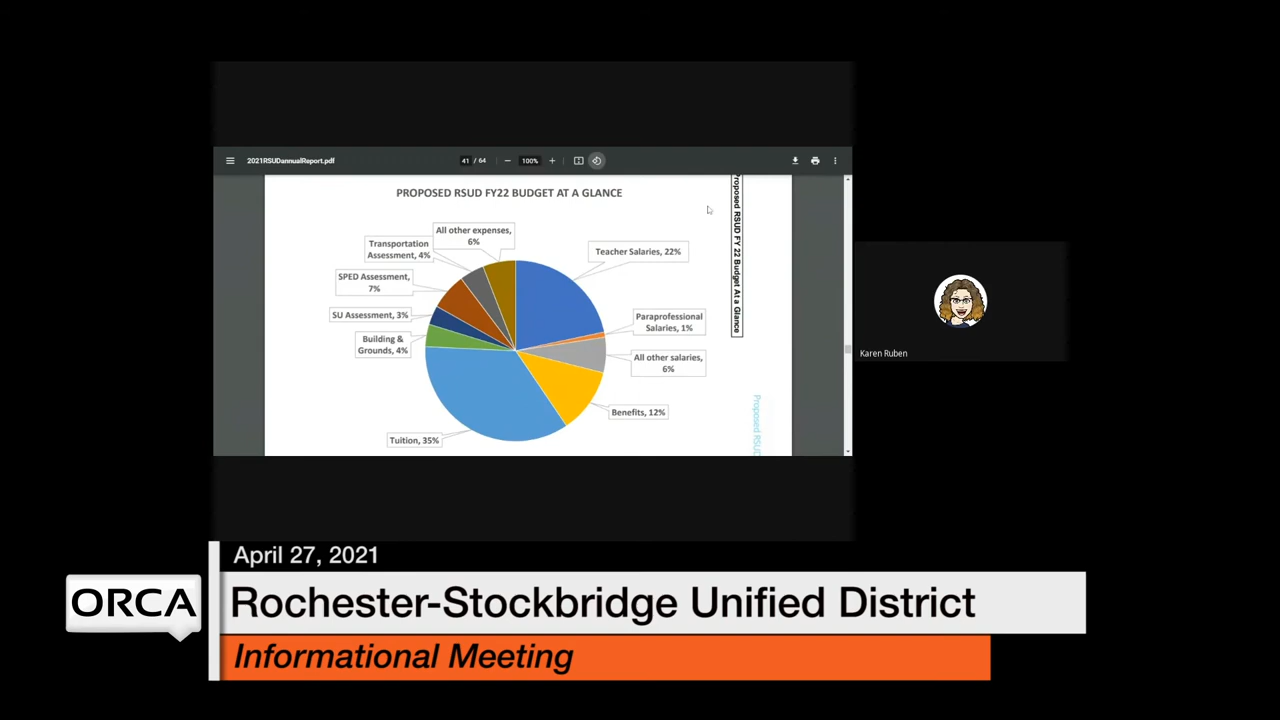 2021RSUDannualReport.pdf
41 / 64
100%
PROPOSED RSUD FY22 BUDGET AT A GLANCE
All other expenses,
6%
Transportation
Assessment, 4%
Teacher Salaries, 22%
SPED Assessment,
7%
SU Assessment, 3%
Paraprofessional
Salaries, 1%
Building &
Grounds, 4%
All other salaries,
6%
Benefits, 12%
Tuition, 35%
Proposed RSUD FY 22 Budget At a Glance
Proposed RSUD
Karen Ruben
April 27, 2021
ORCA
Rochester-Stockbridge Unified District
Informational Meeting